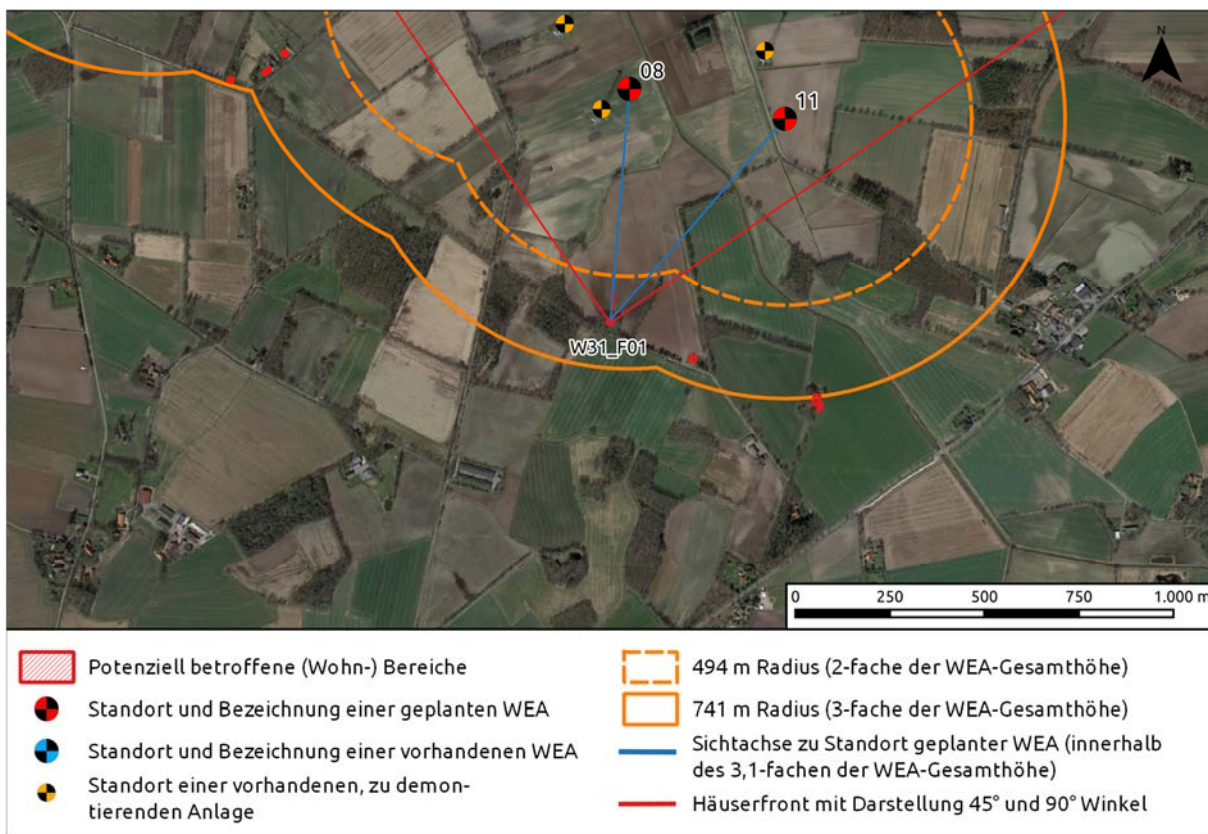 N
08
11
W31_F01
0 250 500 750 1.000 m
Potenziell betroffene (Wohn-) Bereiche
Standort und Bezeichnung einer geplanten WEA
Standort und Bezeichnung einer vorhandenen WEA
Standort einer vorhandenen, zu demon-
tierenden Anlage
494 m Radius (2-fache der WEA-Gesamthöhe)
741 m Radius (3-fache der WEA-Gesamthöhe)
Sichtachse zu Standort geplanter WEA (innerhalb
des 3,1-fachen der WEA-Gesamthöhe)
Häuserfront mit Darstellung 45° und 90° Winkel